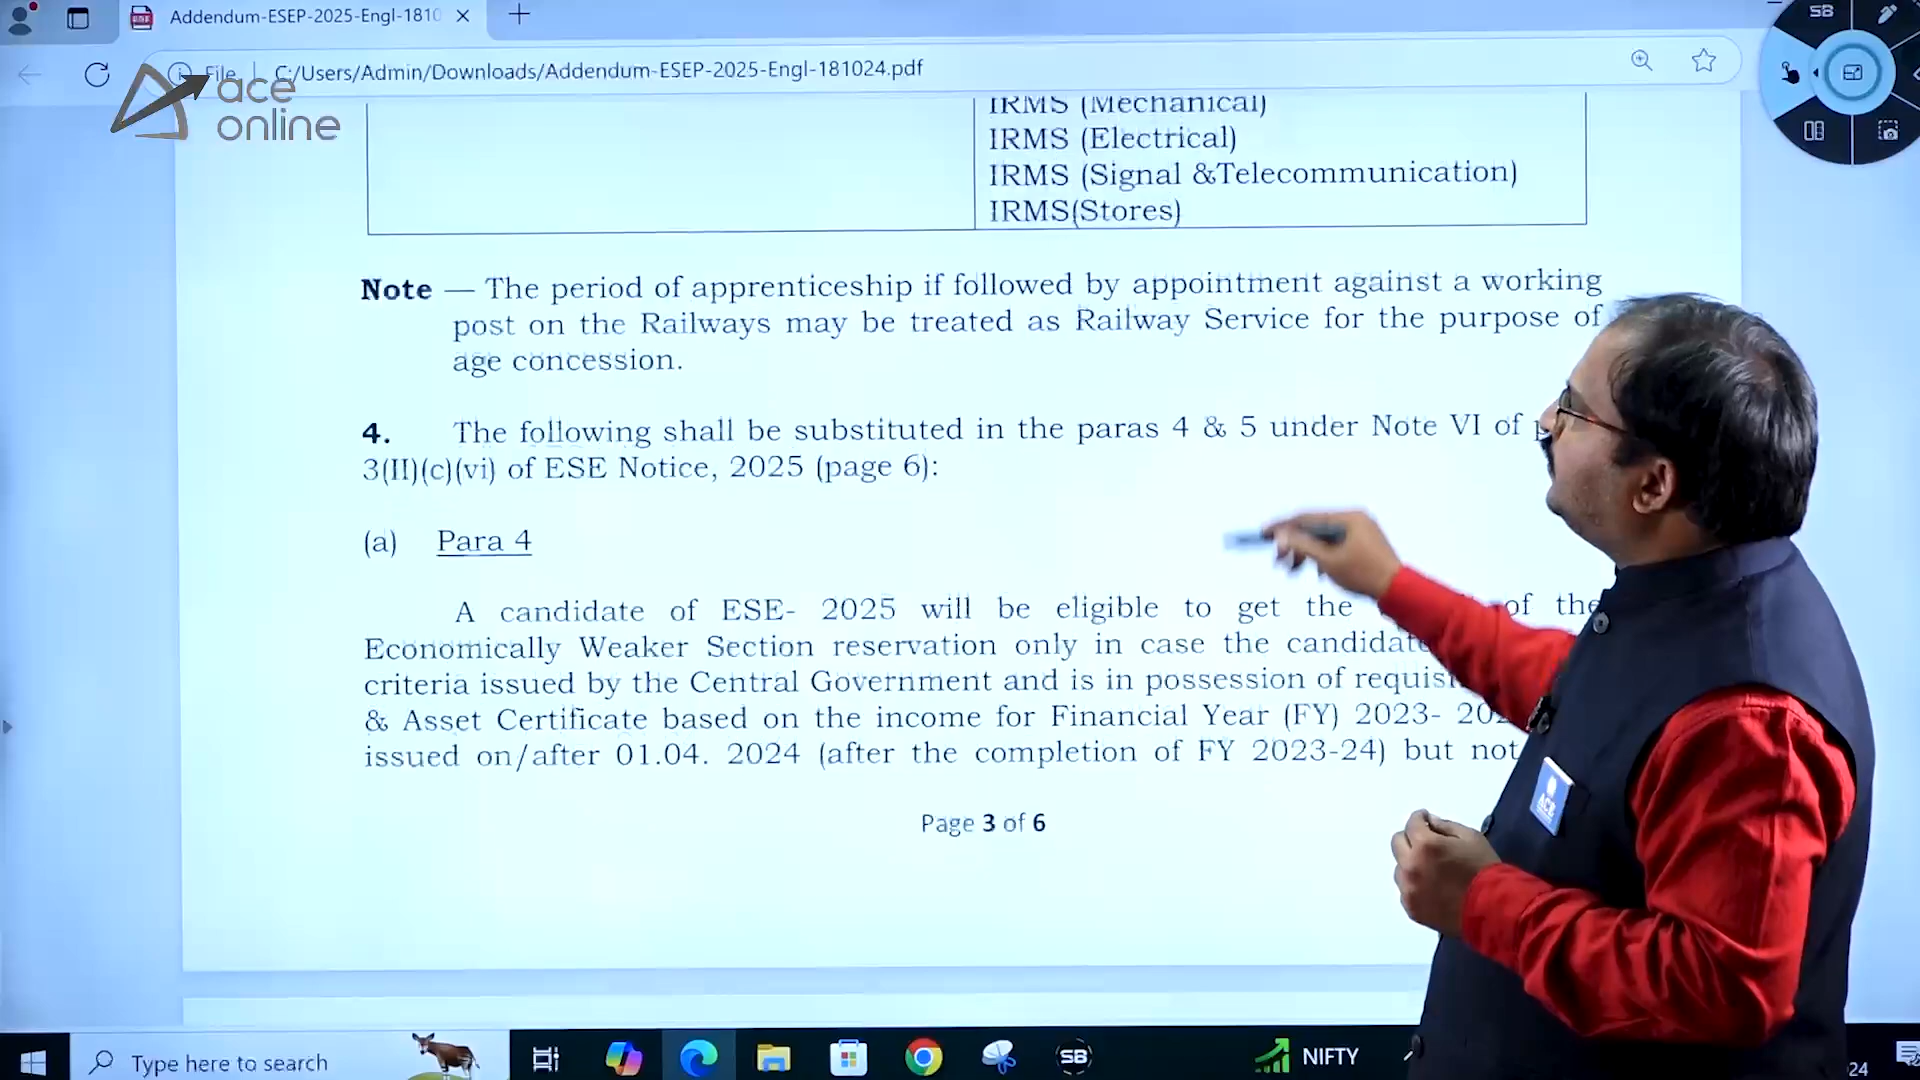 Addendum-ESEP-2025-Engl-1810
SB
File
C:/Users/Admin/Downloads/Addendum-ESEP-2025-Engl-181024.pdf
ace
online
IRMS (Mechanical)
IRMS (Electrical)
IRMS (Signal &Telecommunication)
IRMS(Stores)
Note — The period of apprenticeship if followed by appointment against a working
post on the Railways may be treated as Railway Service for the purpose of
age concession.
4. The following shall be substituted in the paras 4 & 5 under Note VI of
3(II)(c)(vi) of ESE Notice, 2025 (page 6):
(a) Para 4
A candidate of ESE- 2025 will be eligible to get the of the
Economically Weaker Section reservation only in case the candidate
criteria issued by the Central Government and is in possession of
& Asset Certificate based on the income for Financial Year (FY) 2023-
issued on/after 01.04. 2024 (after the completion of FY 2023-24) but not
ACE
Page 3 of 6
Type here to search
SB
NIFTY
24